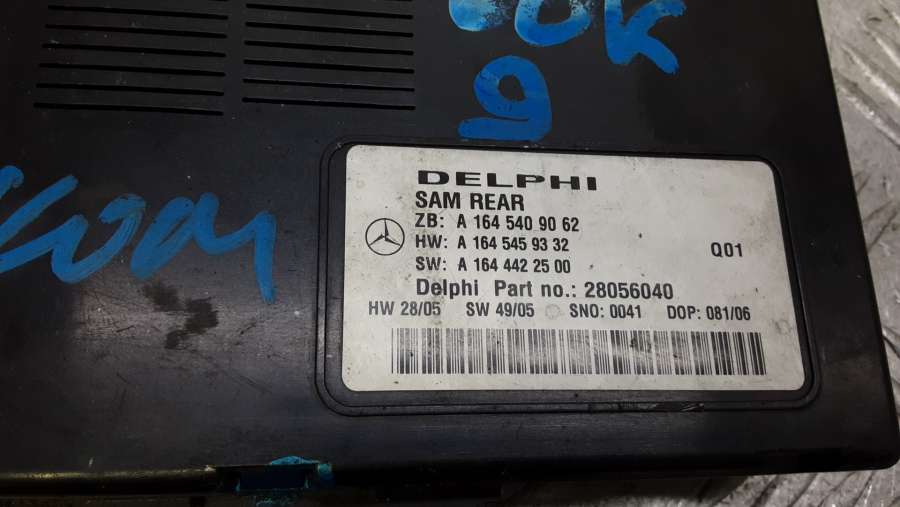 9
DELPHI
SAM REAR
ZB: A 164 540 90 62
HW: A 164 545 93 32 Q01
SW: A 164 442 25 00
Delphi Part no.: 28056040
HW 28/05 SW 49/05 SNO: 0041 DOP: 081/06